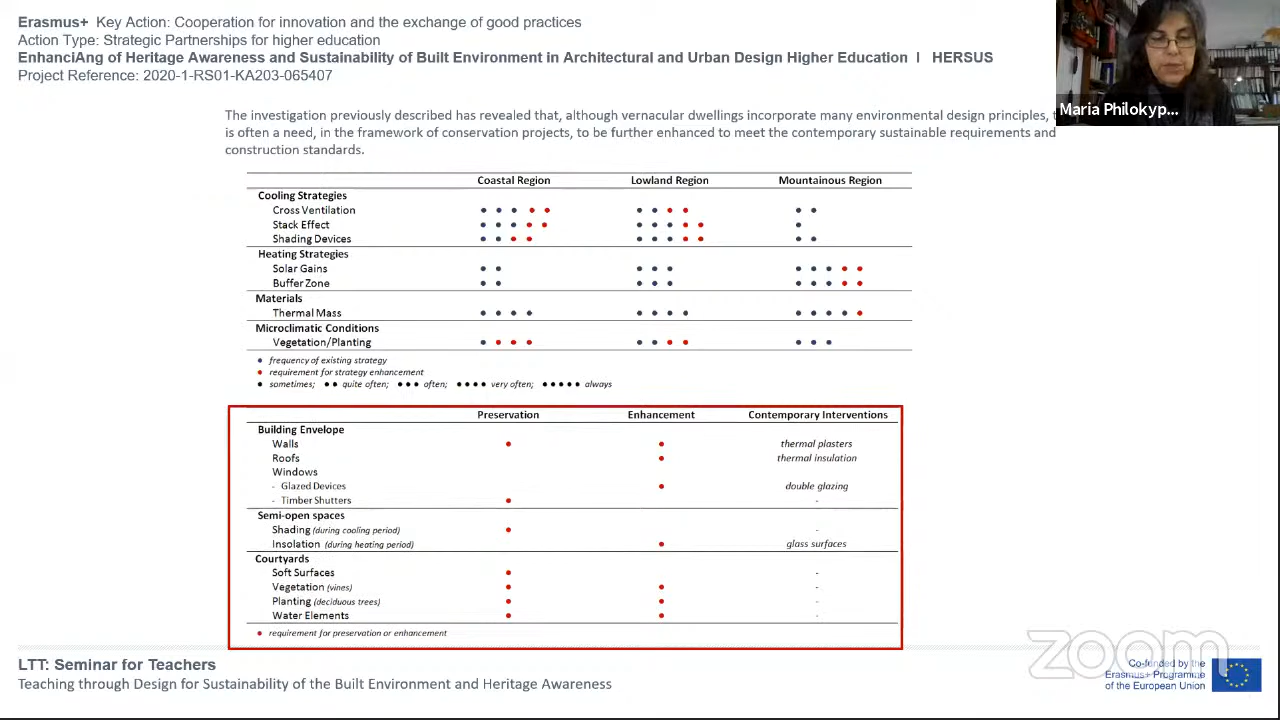 Erasmus+ Key Action: Cooperation for innovation and the exchange of good practices
Action Type: Strategic Partnerships for higher education
EnhanciAng of Heritage Awareness and Sustainability of Built Environment in Architectural and Urban Design Higher Education I HERSUS
Project Reference: 2020-1-RS01-KA203-065407
Maria Philokyp...
The investigation previously described has revealed that, although vernacular dwellings incorporate many environmental design principles,
is often a need, in the framework of conservation projects, to be further enhanced to meet the contemporary sustainable requirements and
construction standards.
Coastal Region Lowland Region Mountainous Region
Cooling Strategies
Cross Ventilation
Stack Effect
Shading Devices
Heating Strategies
Solar Gains
Buffer Zone
Materials
Thermal Mass
Microclimatic Conditions
Vegetation/Planting
frequency of existing strategy
requirement for strategy enhancement
• sometimes; •• quite often; ••• often; •••• very often; ••••• always
Preservation Enhancement Contemporary Interventions
Building Envelope
Walls thermal plasters
Roofs thermal insulation
Windows
- Glazed Devices double glazing
- Timber Shutters -
Semi-open spaces
Shading (during cooling period) -
Insolation (during heating period) glass surfaces
Courtyards
Soft Surfaces -
Vegetation (vines) -
Planting (deciduous trees) -
Water Elements -
requirement for preservation or enhancement
LTT: Seminar for Teachers
Teaching through Design for Sustainability of the Built Environment and Heritage Awareness
zoom
Co-funded by the
Erasmus+ Programme
of the European Union